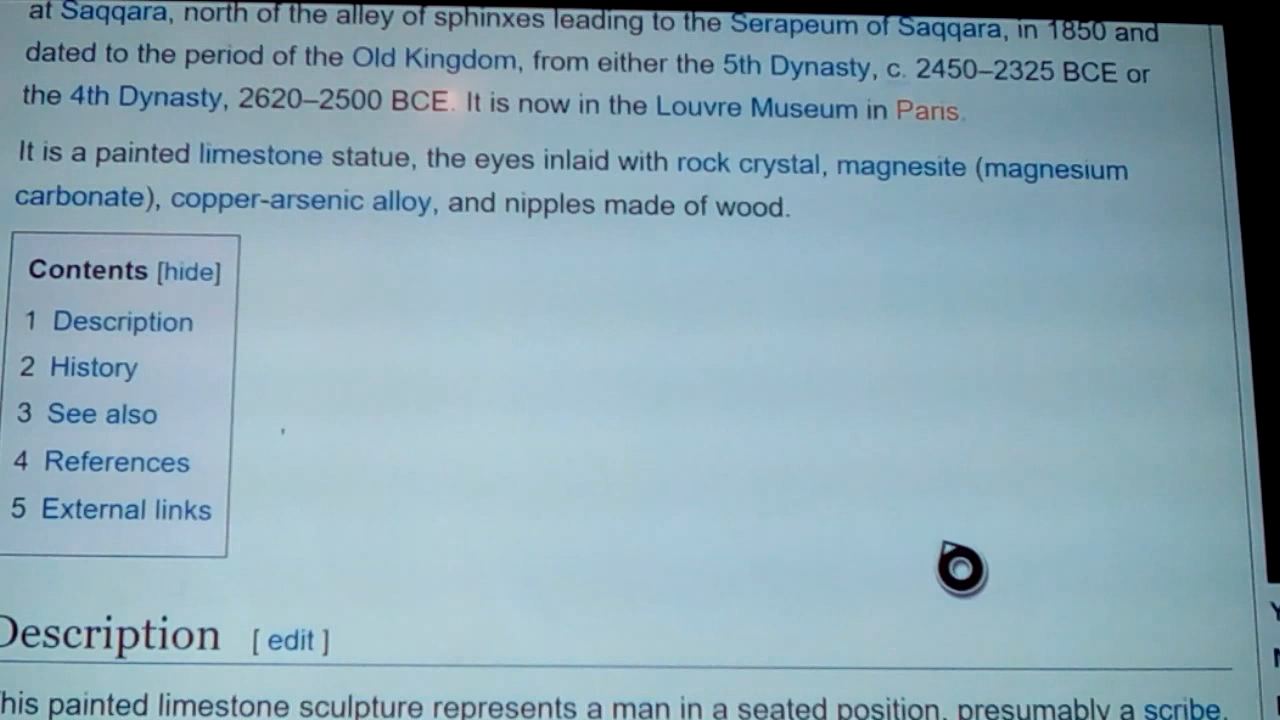 at Saqqara, north of the alley of sphinxes leading to the Serapeum of Saqqara, in 1850 and
dated to the period of the Old Kingdom, from either the 5th Dynasty, c. 2450–2325 BCE or
the 4th Dynasty, 2620–2500 BCE. It is now in the Louvre Museum in Paris.
It is a painted limestone statue, the eyes inlaid with rock crystal, magnesite (magnesium
carbonate), copper-arsenic alloy, and nipples made of wood.
Contents [hide]
1 Description
2 History
3 See also
4 References
5 External links
Description [ edit ]
his painted limestone sculpture represents a man in a seated position, presumably a scribe.